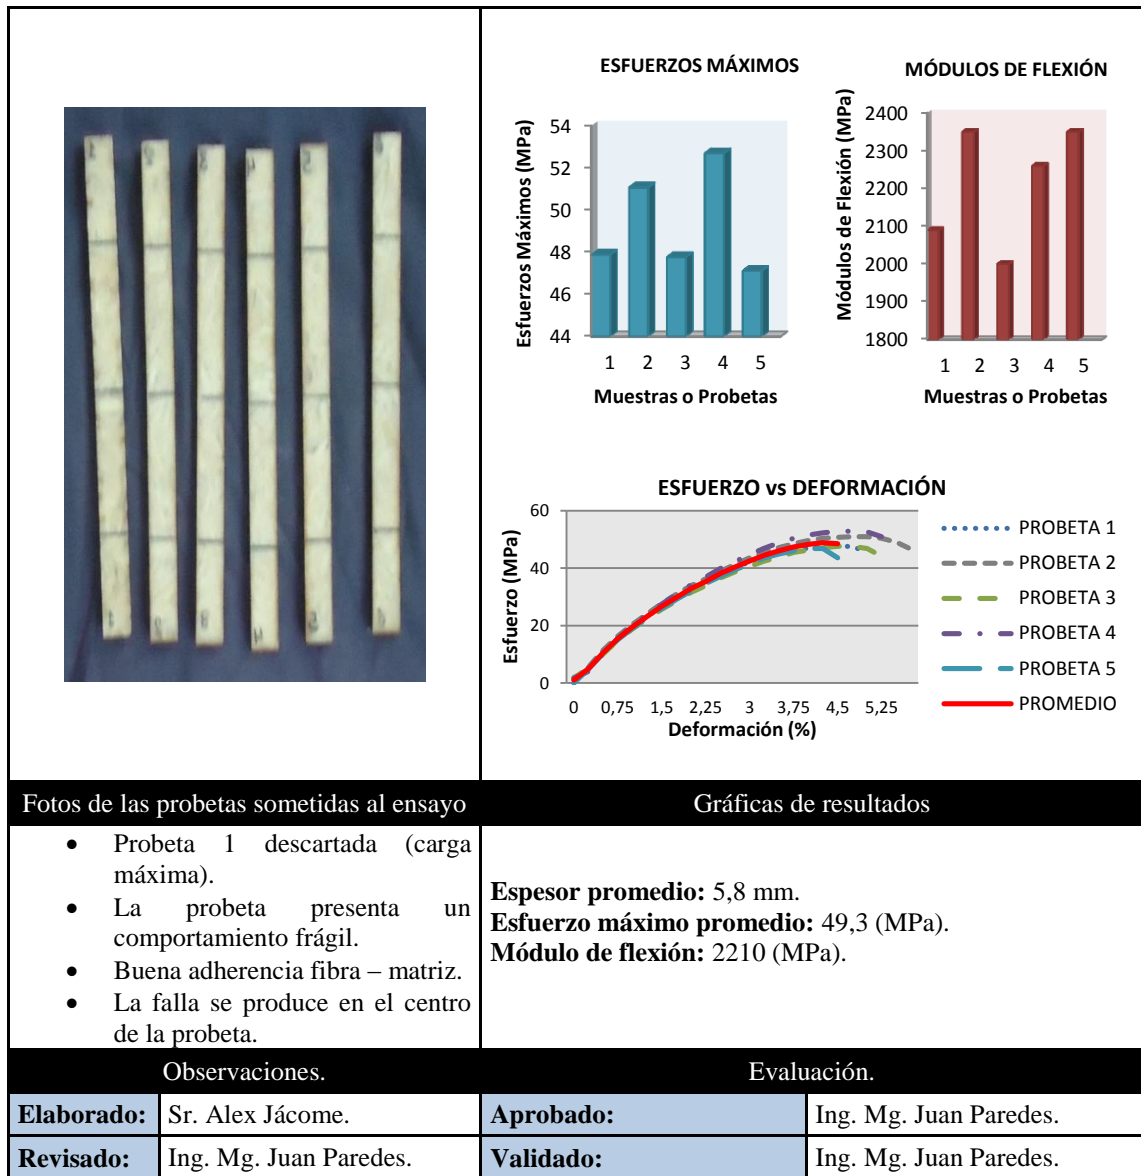 ESFUERZOS MÁXIMOS
Esfuerzos Máximos (MPa)
54
52
50
48
46
44
1 2 3 4 5
Muestras o Probetas
MÓDULOS DE FLEXIÓN
Módulos de Flexión (MPa)
2400
2300
2200
2100
2000
1900
1800
1 2 3 4 5
Muestras o Probetas
ESFUERZO vs DEFORMACIÓN
Esfuerzo (MPa)
60
40
20
0
0 0,75 1,5 2,25 3 3,75 4,5 5,25
Deformación (%)
PROBETA 1
PROBETA 2
PROBETA 3
PROBETA 4
PROBETA 5
PROMEDIO
Fotos de las probetas sometidas al ensayo
Gráficas de resultados
• Probeta 1 descartada (carga
máxima).
• La probeta presenta un
comportamiento frágil.
• Buena adherencia fibra – matriz.
• La falla se produce en el centro
de la probeta.
Espesor promedio: 5,8 mm.
Esfuerzo máximo promedio: 49,3 (MPa).
Módulo de flexión: 2210 (MPa).
Observaciones.
Evaluación.
Elaborado: Sr. Alex Jácome. Aprobado: Ing. Mg. Juan Paredes.
Revisado: Ing. Mg. Juan Paredes. Validado: Ing. Mg. Juan Paredes.